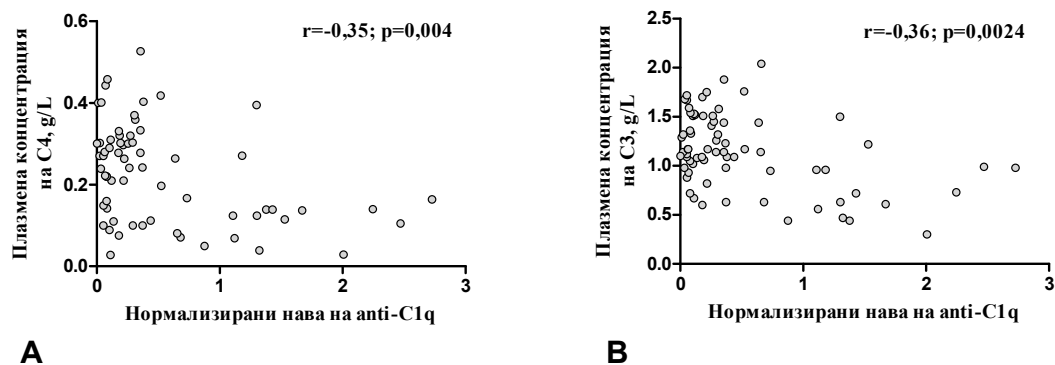 r=-0,35; p=0,004
Плазмена концентрация
на C4, g/L
0.6
0.4
0.2
0.0
0
1
2
3
Нормализирани нава на anti-C1q
A
r=-0,36; p=0,0024
Плазмена концентрация
на C3, g/L
2.5
2.0
1.5
1.0
0.5
0.0
0
1
2
3
Нормализирани нава на anti-C1q
B